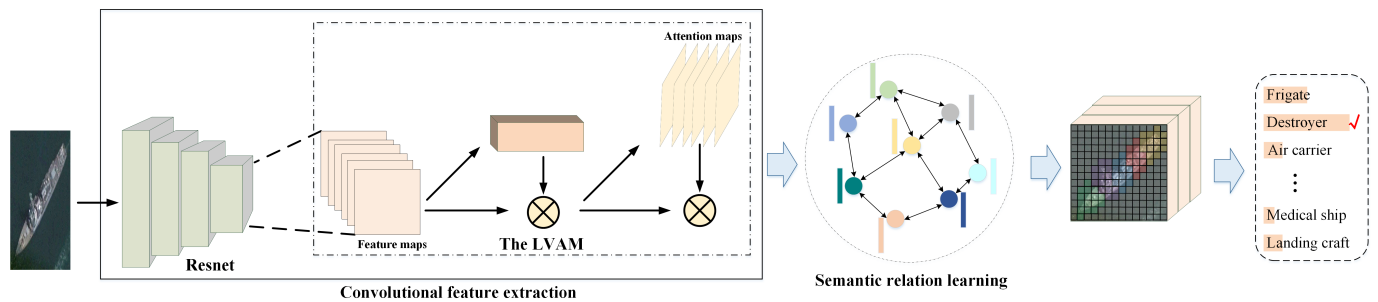 Attention maps
Feature maps
The LVAM
Resnet
Convolutional feature extraction
Semantic relation learning
Frigate
Destroyer
Air carrier
Medical ship
Landing craft